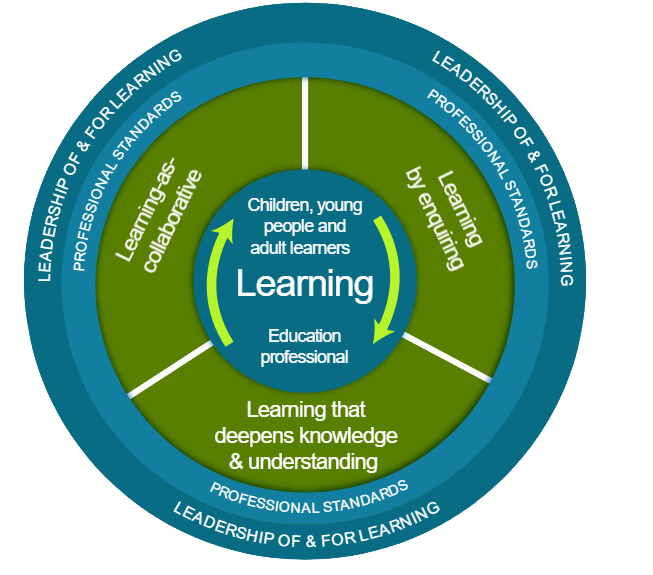 LEADERSHIP OF & FOR LEARNING
LEADERSHIP OF & FOR LEARNING
PROFESSIONAL STANDARDS
PROFESSIONAL STANDARDS
Learning-as-
collaborative
Learning
by enquiring
Children, young
people and
adult learners
Learning
Education
professional
Learning that
deepens knowledge
& understanding
PROFESSIONAL STANDARDS
LEADERSHIP OF & FOR LEARNING